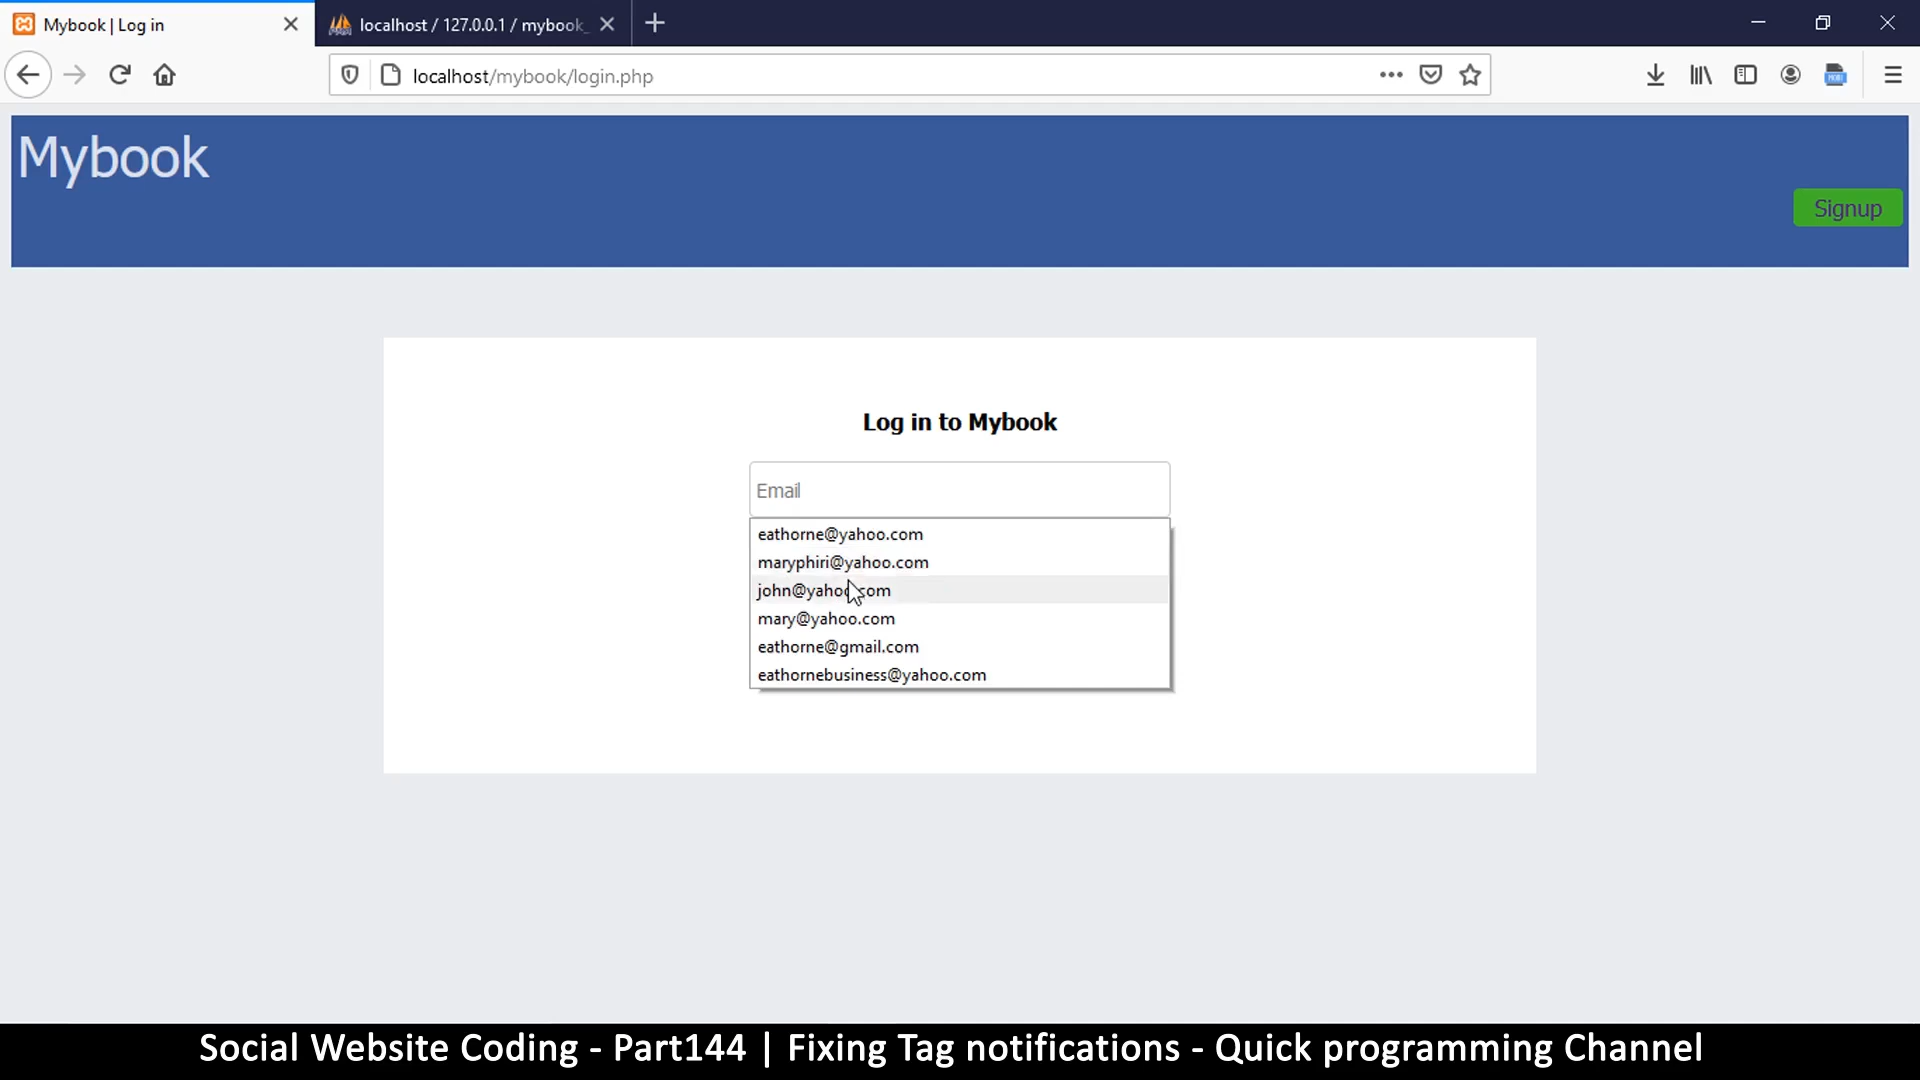 Mybook | Log in
localhost / 127.0.0.1 / mybook_
localhost/mybook/login.php
Mybook
Signup
Log in to Mybook
Email
eathorne@yahoo.com
maryphiri@yahoo.com
john@yahoo.com
mary@yahoo.com
eathorne@gmail.com
eathornebusiness@yahoo.com
Social Website Coding - Part144 | Fixing Tag notifications - Quick programming Channel